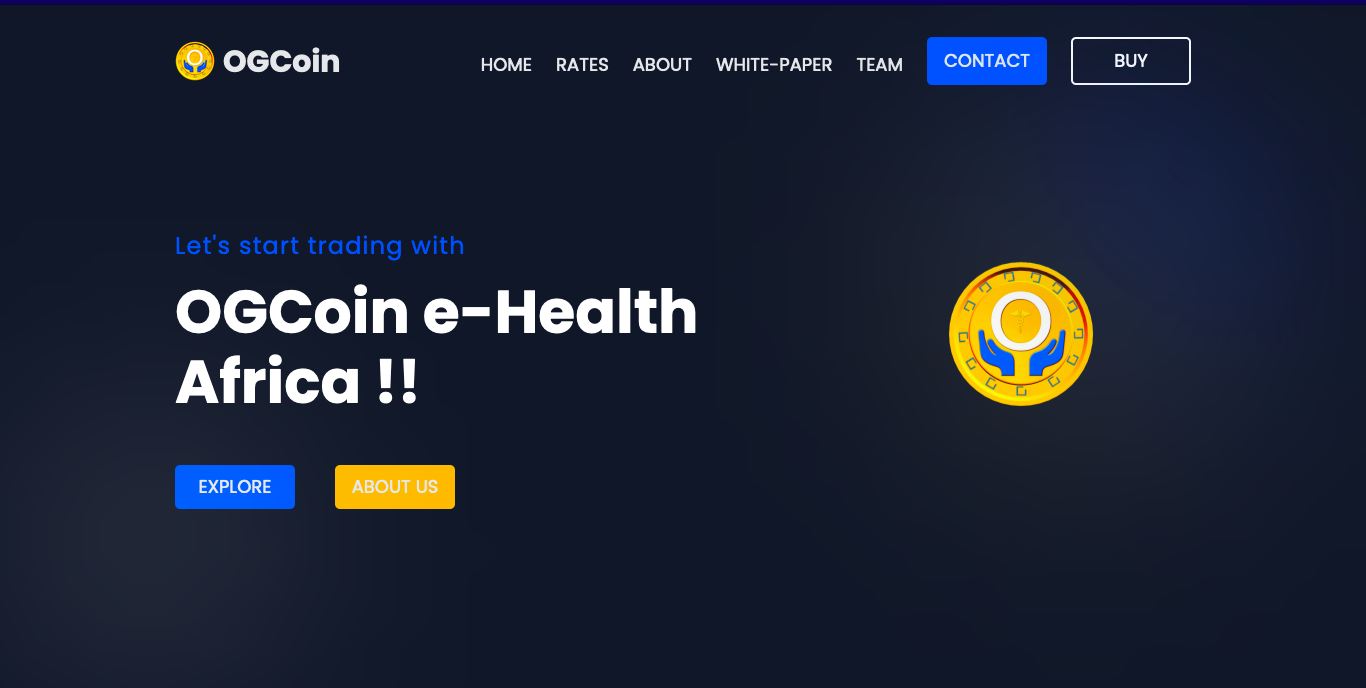 OGCoin
HOME RATES ABOUT WHITE-PAPER TEAM CONTACT BUY
Let's start trading with
OGCoin e-Health
Africa !!
EXPLORE ABOUT US